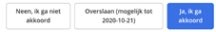 Neen, ik ga niet
akkoord
Overslaan (mogelijk tot
2020-10-21)
Ja, ik ga
akkoord